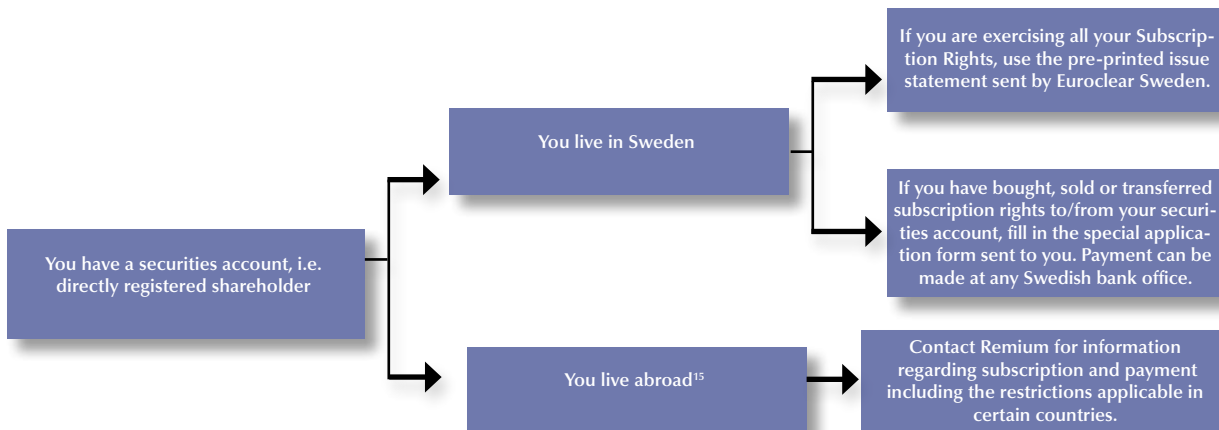 You have a securities account, i.e.
directly registered shareholder
You live in Sweden
If you are exercising all your Subscrip-
tion Rights, use the pre-printed issue
statement sent by Euroclear Sweden.
If you have bought, sold or transferred
subscription rights to/from your securi-
ties account, fill in the special applica-
tion form sent to you. Payment can be
made at any Swedish bank office.
You live abroad¹⁵
Contact Remium for information
regarding subscription and payment
including the restrictions applicable in
certain countries.